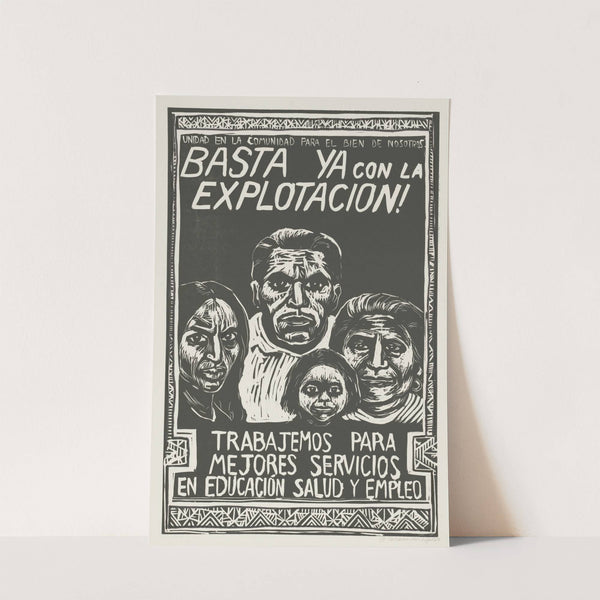 UNIDAD EN LA COMUNIDAD PARA EL BIEN DE NOSOTROS
BASTA YA CON LA
EXPLOTACION!
TRABAJEMOS PARA
MEJORES SERVICIOS
EN EDUCACIÓN SALUD Y EMPLEO